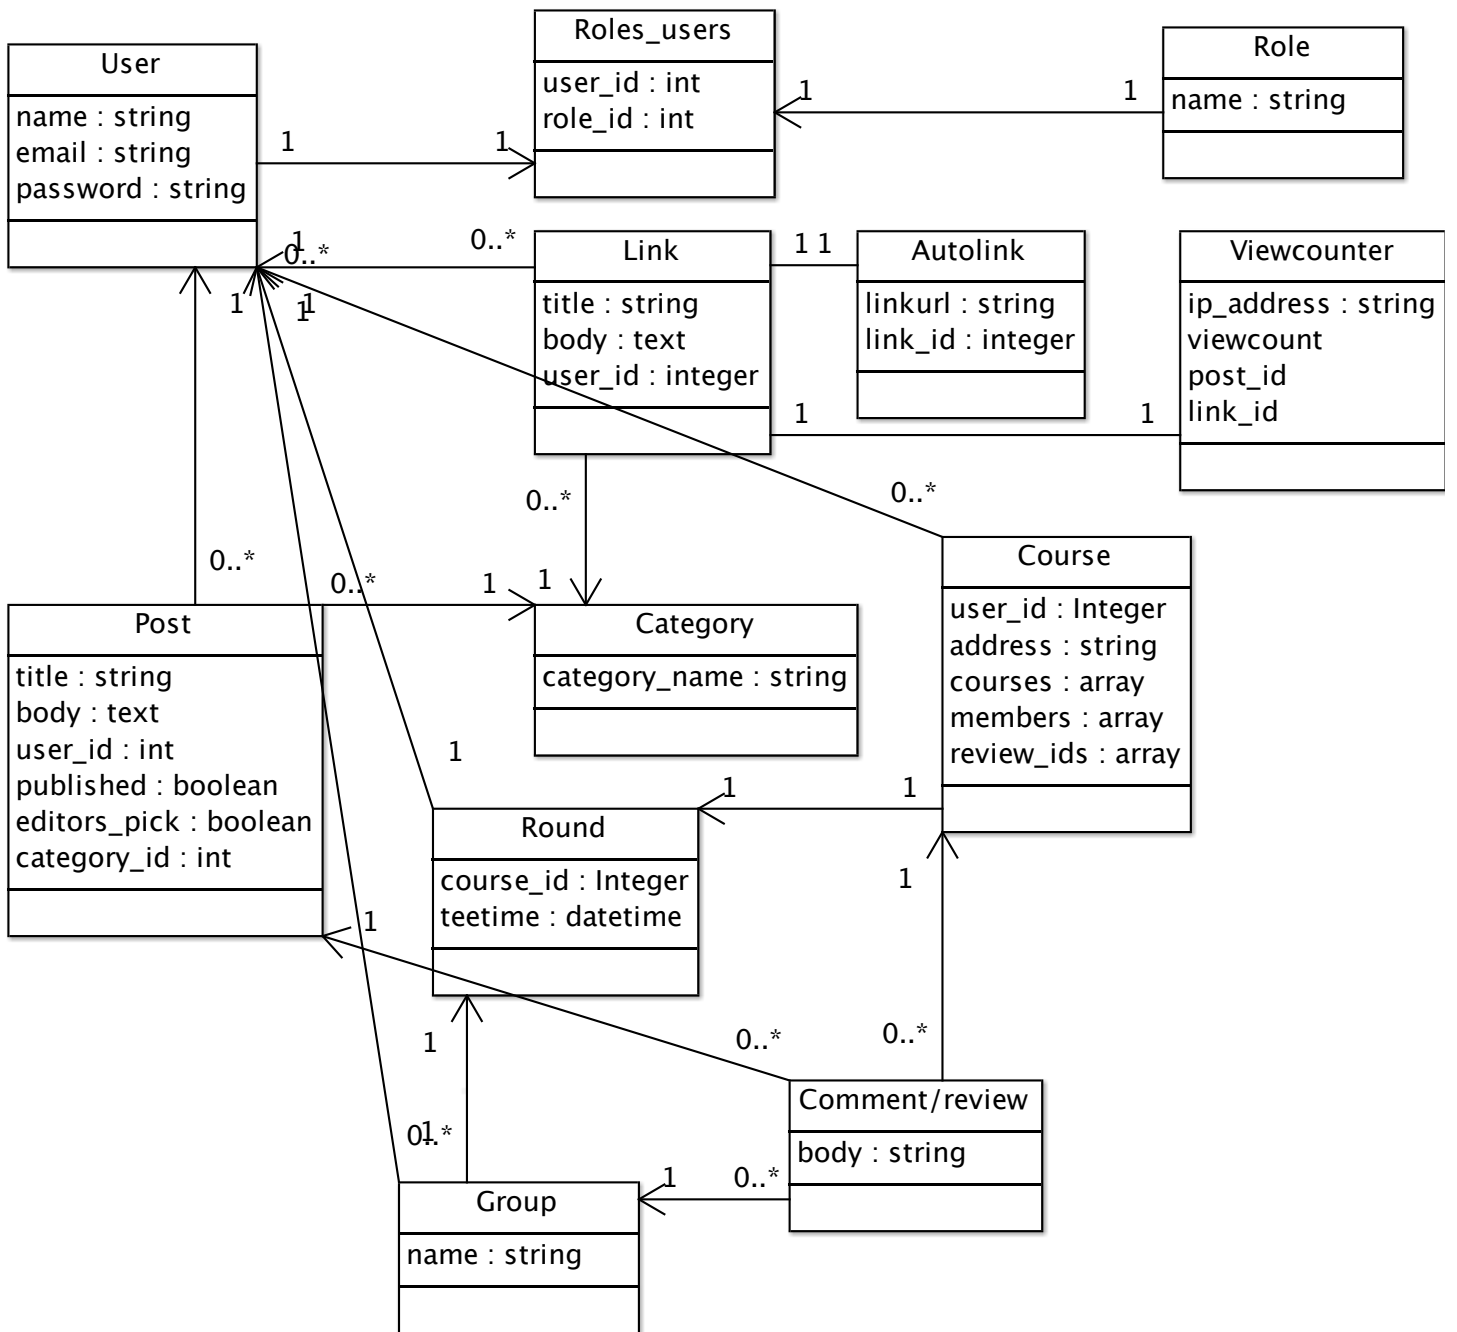 User
name : string
email : string
password : string
Roles_users
user_id : int
role_id : int
Role
name : string
1
1
1
1
1
0..*
0..*
1
1
1
Link
title : string
body : text
user_id : integer
1 1
Autolink
linkurl : string
link_id : integer
Viewcounter
ip_address : string
viewcount
post_id
link_id
1
1
0..*
0..*
0..*
0..*
1
1
Post
title : string
body : text
user_id : int
published : boolean
editors_pick : boolean
category_id : int
Category
category_name : string
Course
user_id : Integer
address : string
courses : array
members : array
review_ids : array
1
1
1
Round
course_id : Integer
teetime : datetime
1
1
1
0..*
0..*
0..*
1
Comment/review
body : string
1
0..*
Group
name : string